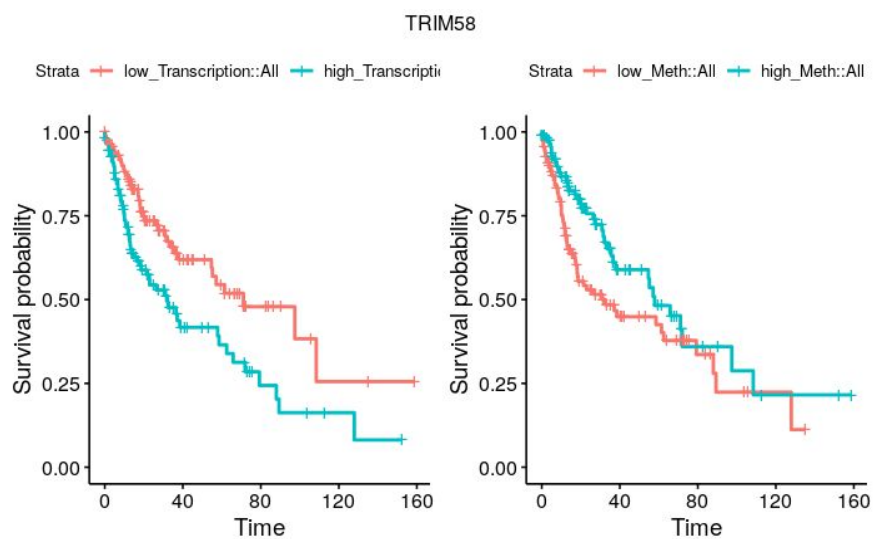 TRIM58
Strata low_Transcription::All high_Transcripti
Strata low_Meth::All high_Meth::All
Survival probability
1.00
0.75
0.50
0.25
0.00
0 40 80 120 160
Time
Survival probability
1.00
0.75
0.50
0.25
0.00
0 40 80 120 160
Time